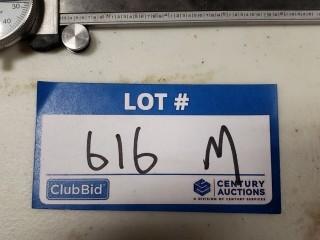 LOT #
616 M
ClubBid
CENTURY
AUCTIONS
A DIVISION OF CENTURY SERVICES